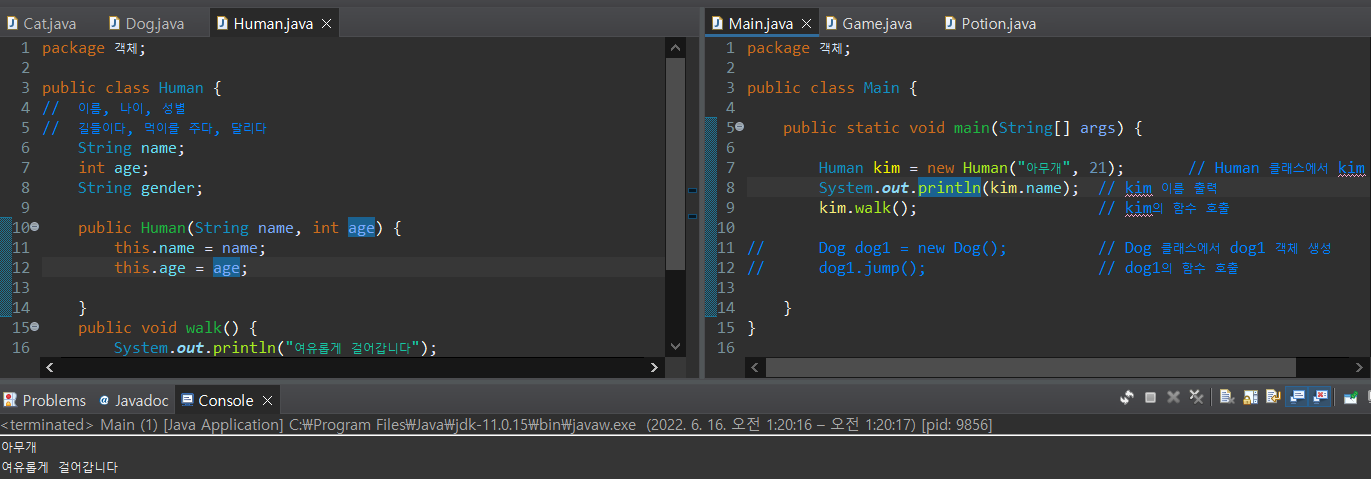 Cat.java Dog.java Human.java
1 package 객체;
2
3 public class Human {
4 // 이름, 나이, 성별
5 // 길들이다, 먹이를 주다, 달리다
6 String name;
7 int age;
8 String gender;
9
10 public Human(String name, int age) {
11 this.name = name;
12 this.age = age;
13
14 }
15 public void walk() {
16 System.out.println("여유롭게 걸어갑니다");
Main.java Game.java Potion.java
1 package 객체;
2
3 public class Main {
4
5 public static void main(String[] args) {
6
7 Human kim = new Human("아무개", 21); // Human 클래스에서 kim
8 System.out.println(kim.name); // kim 이름 출력
9 kim.walk(); // kim의 함수 호출
10
11 // Dog dog1 = new Dog(); // Dog 클래스에서 dog1 객체 생성
12 // dog1.jump(); // dog1의 함수 호출
13
14 }
15 }
16
Problems @ Javadoc Console
<terminated> Main (1) [Java Application] C:₩Program Files₩Java₩jdk-11.0.15₩bin₩javaw.exe (2022. 6. 16. 오전 1:20:16 – 오전 1:20:17) [pid: 9856]
아무개
여유롭게 걸어갑니다